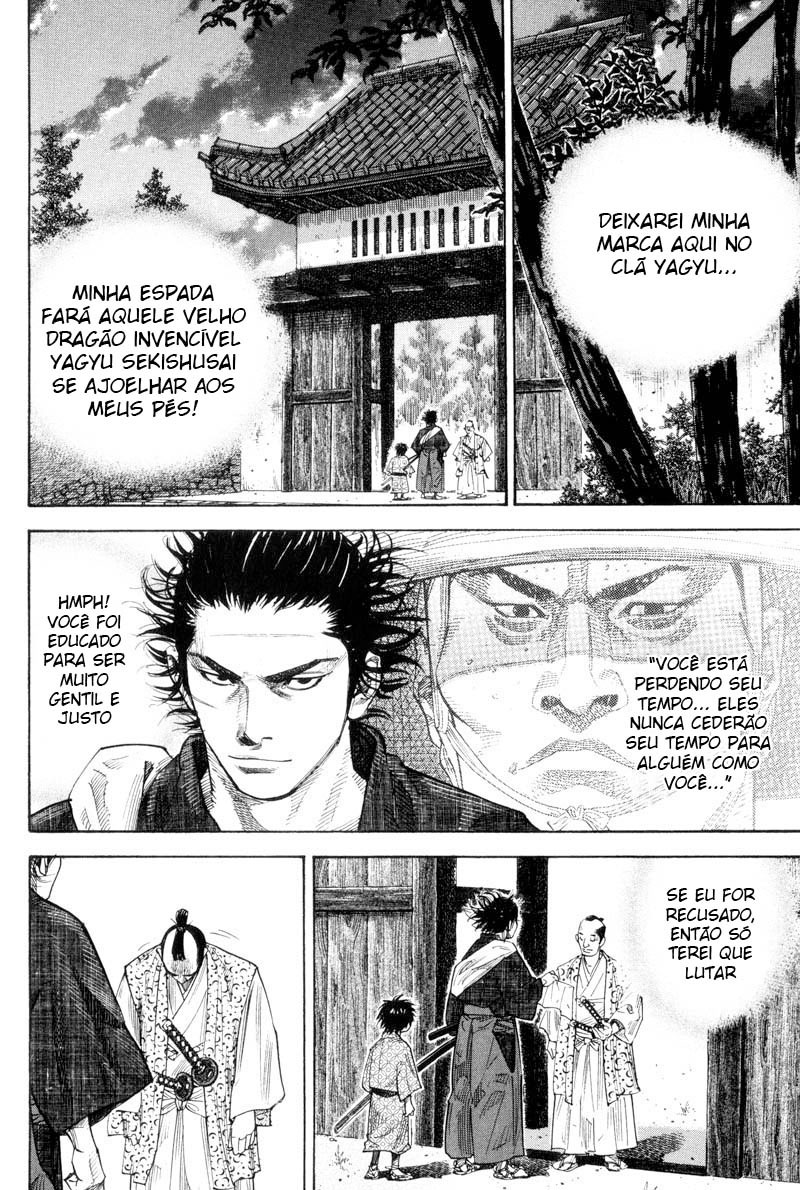 DEIXAREI MINHA
MARCA AQUI NO
CLÃ YAGYU...
MINHA ESPADA
FARÁ AQUELE VELHO
DRAGÃO INVENCÍVEL
YAGYU SEKISHUSAI
SE AJOELHAR AOS
MEUS PÉS!
"VOCÊ ESTÁ
PERDENDO SEU
TEMPO... ELES
NUNCA CEDERÃO
SEU TEMPO PARA
ALGUÉM COMO
VOCÊ..."
HMPH!
VOCÊ FOI
EDUCADO
PARA SER
MUITO
GENTIL E
JUSTO
SE EU FOR
RECUSADO,
ENTÃO SÓ
TEREI QUE
LUTAR